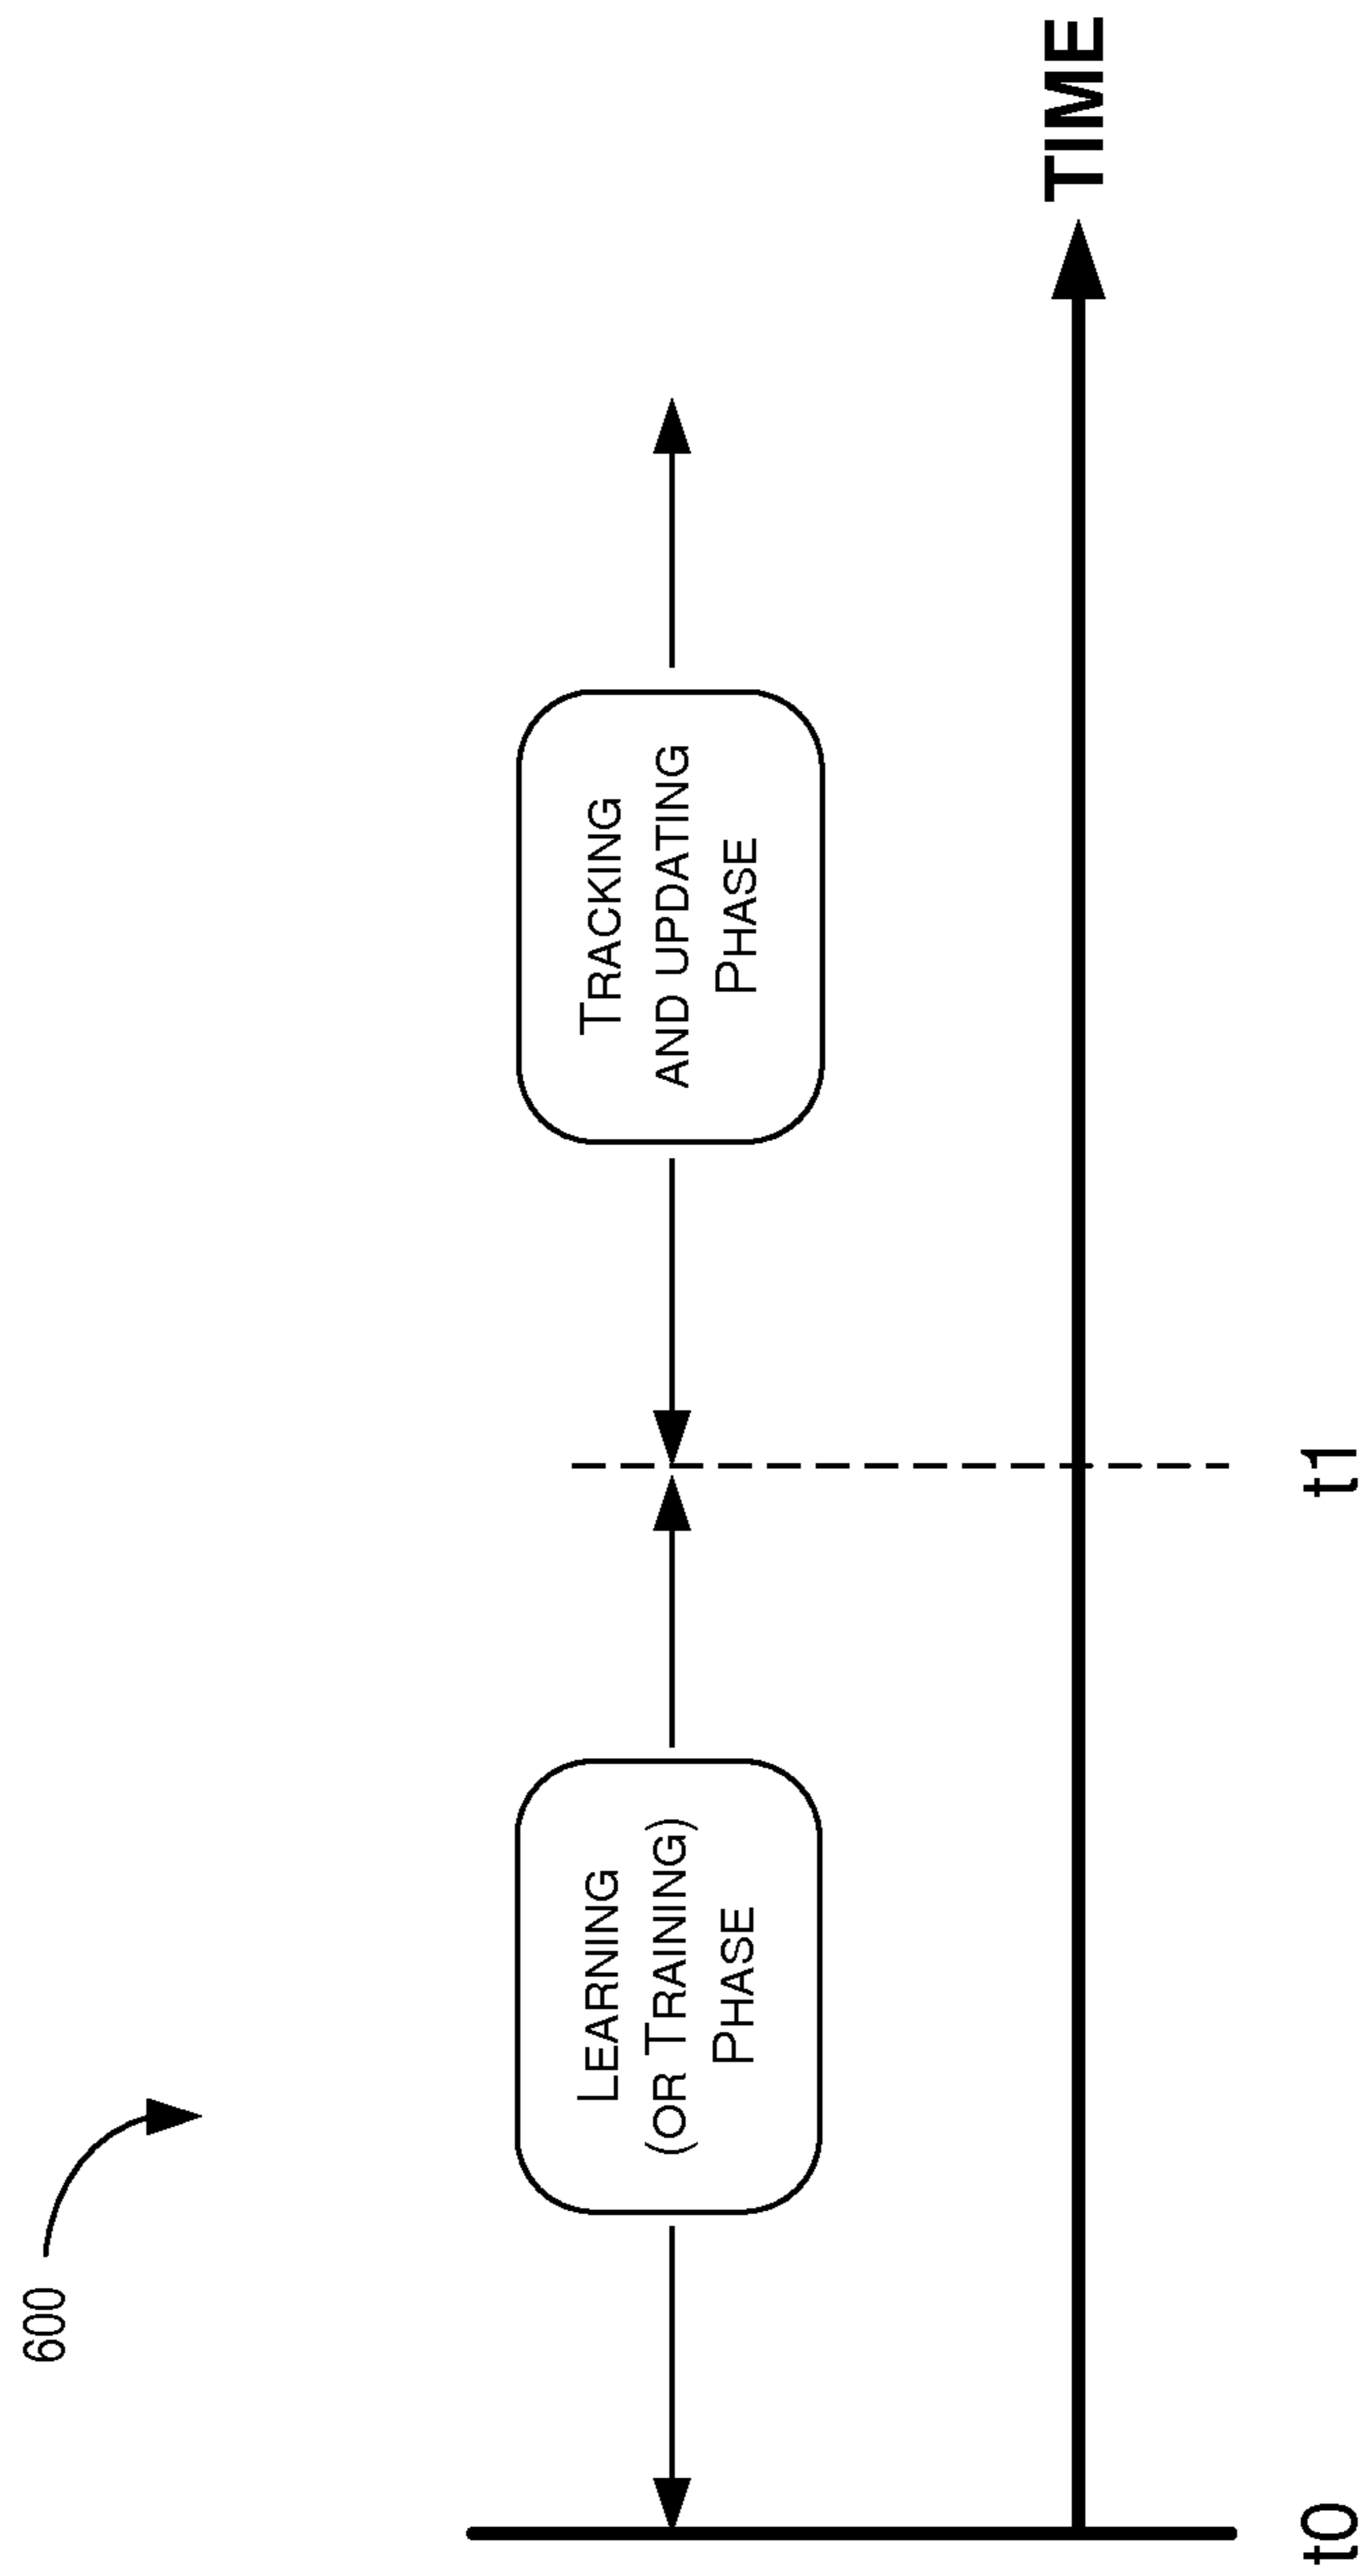 600
LEARNING
(OR TRAINING)
PHASE
TRACKING
AND UPDATING
PHASE
TIME
t0
t1